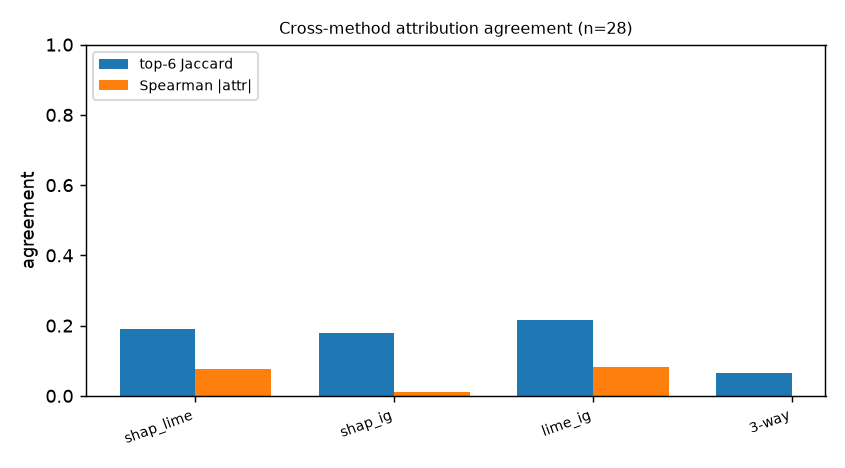 Cross-method attribution agreement (n=28)
top-6 Jaccard
Spearman |attr|
agreement
1.0
0.8
0.6
0.4
0.2
0.0
shap_lime
shap_ig
lime_ig
3-way